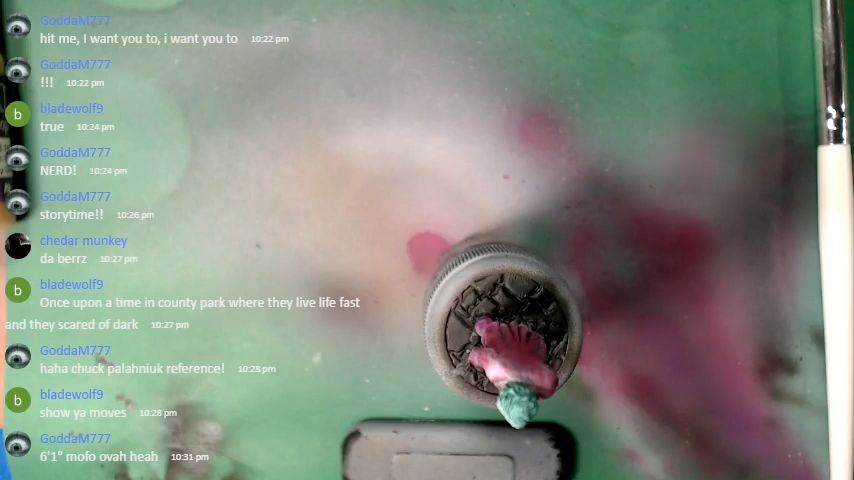 GoddaM777
hit me, I want you to, i want you to 10:22 pm
GoddaM777
!!! 10:22 pm
b
bladewolf9
true 10:24 pm
GoddaM777
NERD! 10:24 pm
GoddaM777
storytime!! 10:26 pm
chedar munkey
da berrz 10:27 pm
b
bladewolf9
Once upon a time in county park where they live life fast
and they scared of dark 10:27 pm
GoddaM777
haha chuck palahniuk reference! 10:28 pm
b
bladewolf9
show ya moves 10:28 pm
GoddaM777
6'1" mofo ovah heah 10:31 pm